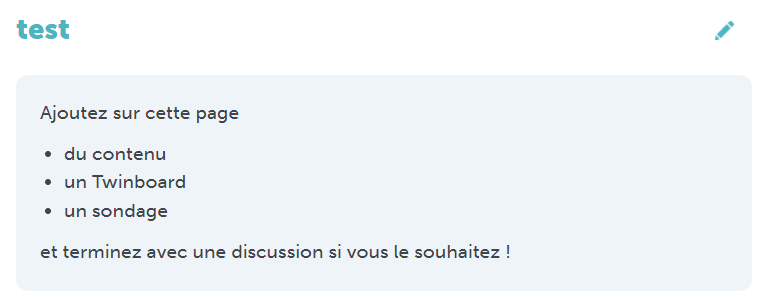 test
Ajoutez sur cette page
• du contenu
• un Twinboard
• un sondage
et terminez avec une discussion si vous le souhaitez !